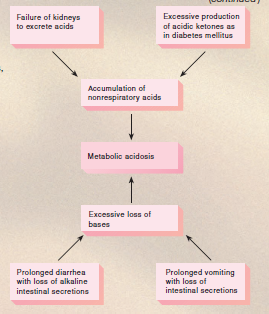 (continued)
Failure of kidneys
to excrete acids
Excessive production
of acidic ketones as
in diabetes mellitus
Accumulation of
nonrespiratory acids
Metabolic acidosis
Excessive loss of
bases
Prolonged diarrhea
with loss of alkaline
intestinal secretions
Prolonged vomiting
with loss of
intestinal secretions